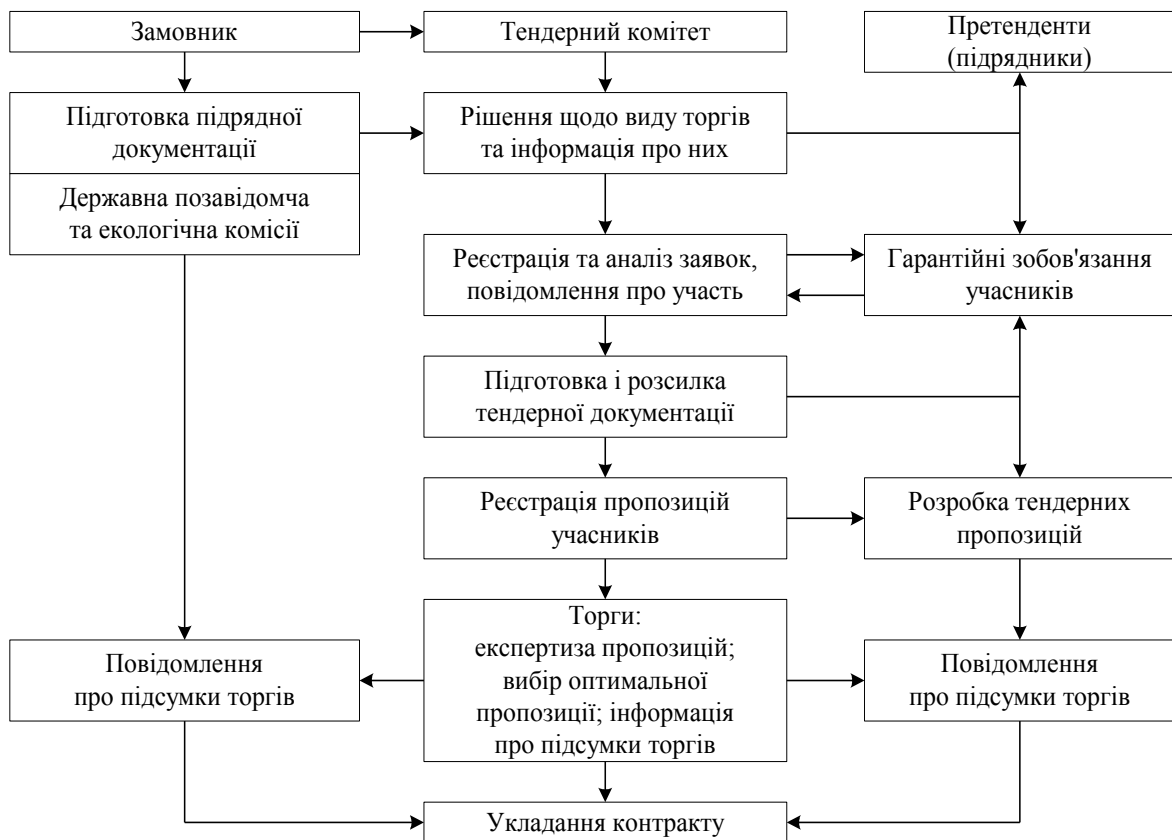 Замовник
Тендерний комітет
Претенденти
(підрядники)
Підготовка підрядної
документації
Рішення щодо виду торгів
та інформація про них
Державна позавідомча
та екологічна комісії
Реєстрація та аналіз заявок,
повідомлення про участь
Гарантійні зобов'язання
учасників
Підготовка і розсилка
тендерної документації
Реєстрація пропозицій
учасників
Розробка тендерних
пропозицій
Торги:
експертиза пропозицій;
вибір оптимальної
пропозиції; інформація
про підсумки торгів
Повідомлення
про підсумки торгів
Повідомлення
про підсумки торгів
Укладання контракту